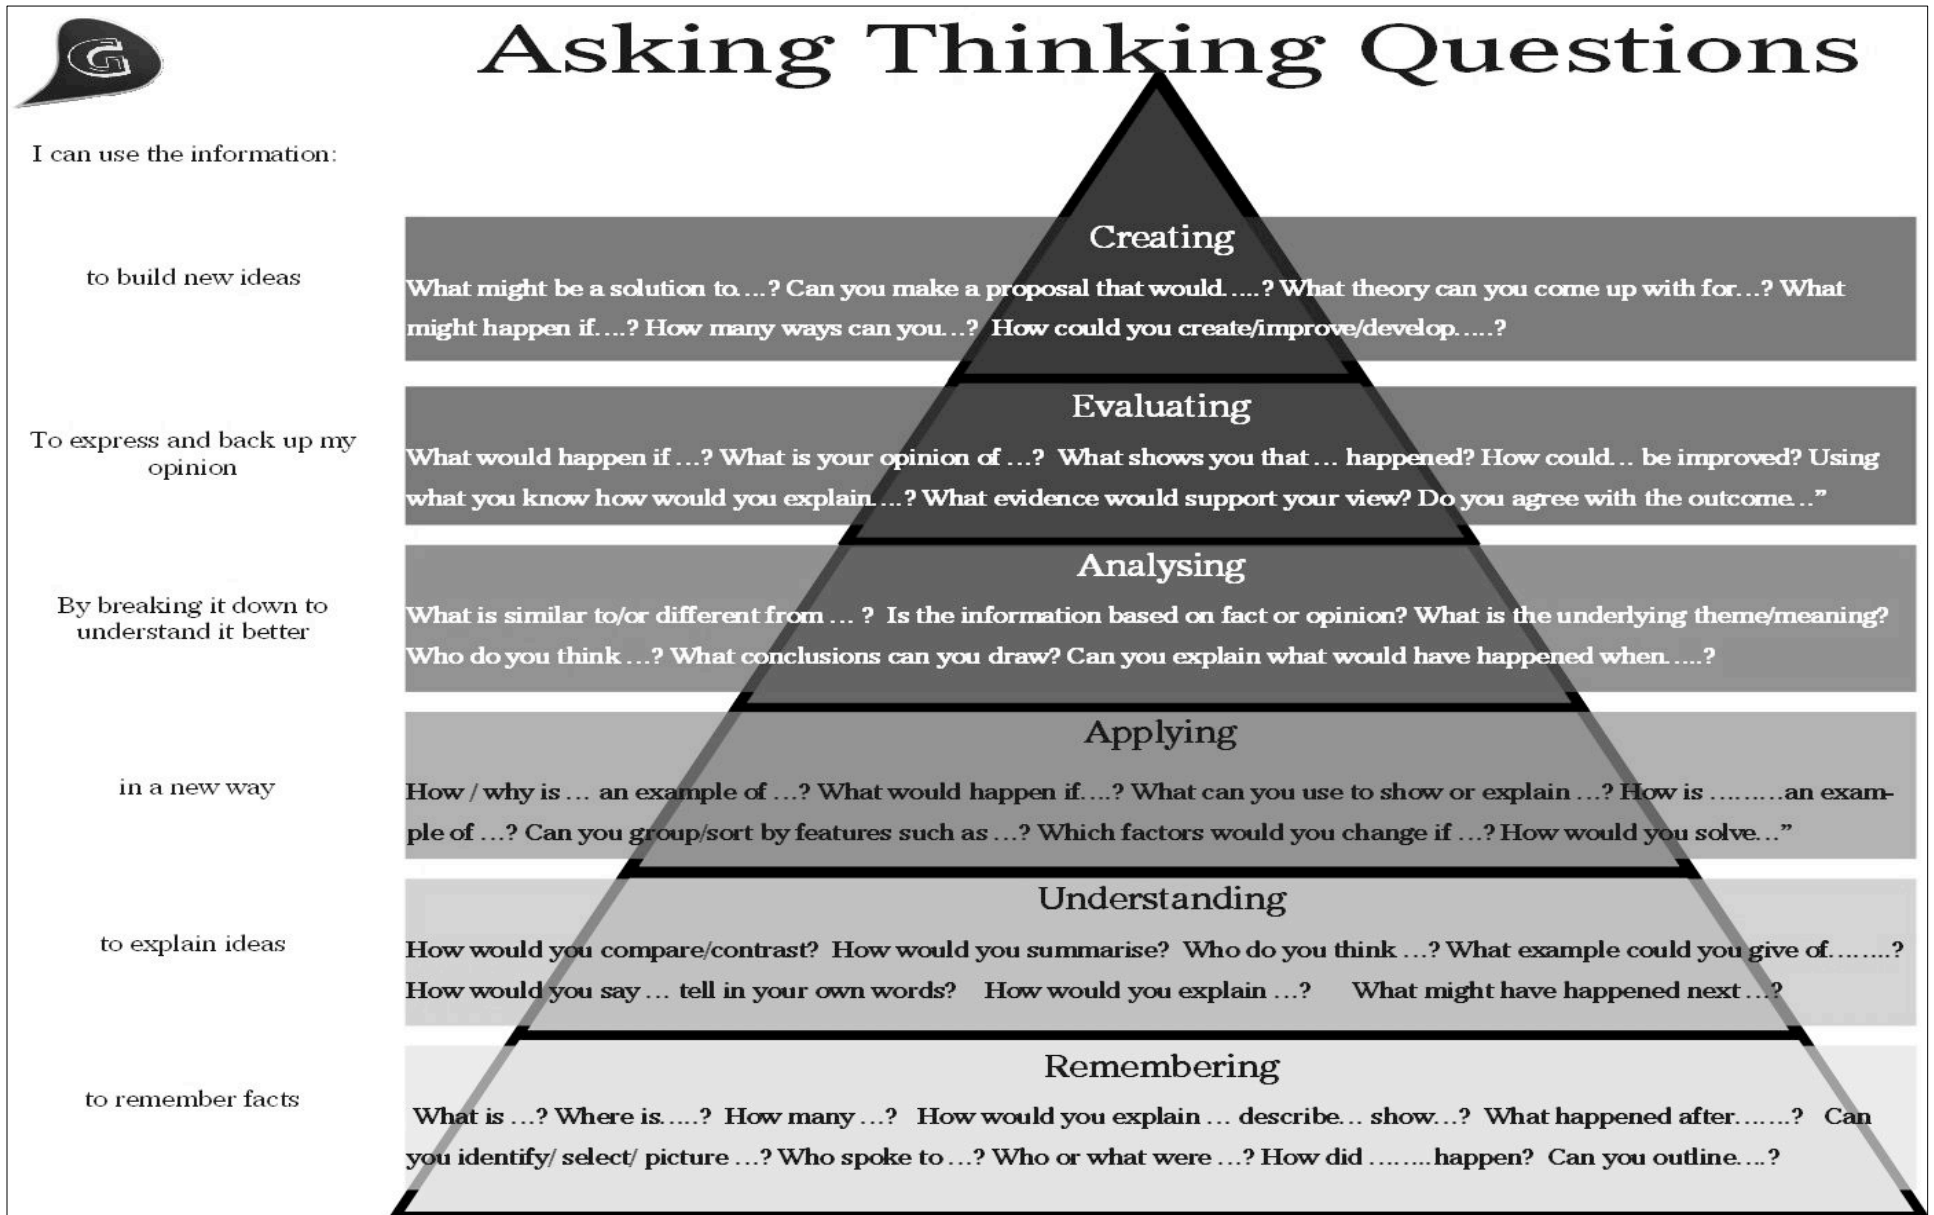 G
Asking Thinking Questions
I can use the information:
to build new ideas
Creating
What might be a solution to….? Can you make a proposal that would…..? What theory can you come up with for…? What
might happen if….? How many ways can you…? How could you create/improve/develop…..?
To express and back up my
opinion
Evaluating
What would happen if …? What is your opinion of …? What shows you that … happened? How could… be improved? Using
what you know how would you explain….? What evidence would support your view? Do you agree with the outcome…”
By breaking it down to
understand it better
Analysing
What is similar to/or different from … ? Is the information based on fact or opinion? What is the underlying theme/meaning?
Who do you think …? What conclusions can you draw? Can you explain what would have happened when…..?
in a new way
Applying
How / why is … an example of …? What would happen if….? What can you use to show or explain …? How is ………an exam-
ple of …? Can you group/sort by features such as …? Which factors would you change if …? How would you solve…”
to explain ideas
Understanding
How would you compare/contrast? How would you summarise? Who do you think …? What example could you give of……..?
How would you say … tell in your own words? How would you explain …? What might have happened next …?
to remember facts
Remembering
What is …? Where is…..? How many …? How would you explain … describe… show…? What happened after…….? Can
you identify/ select/ picture …? Who spoke to …? Who or what were …? How did ……..happen? Can you outline….?